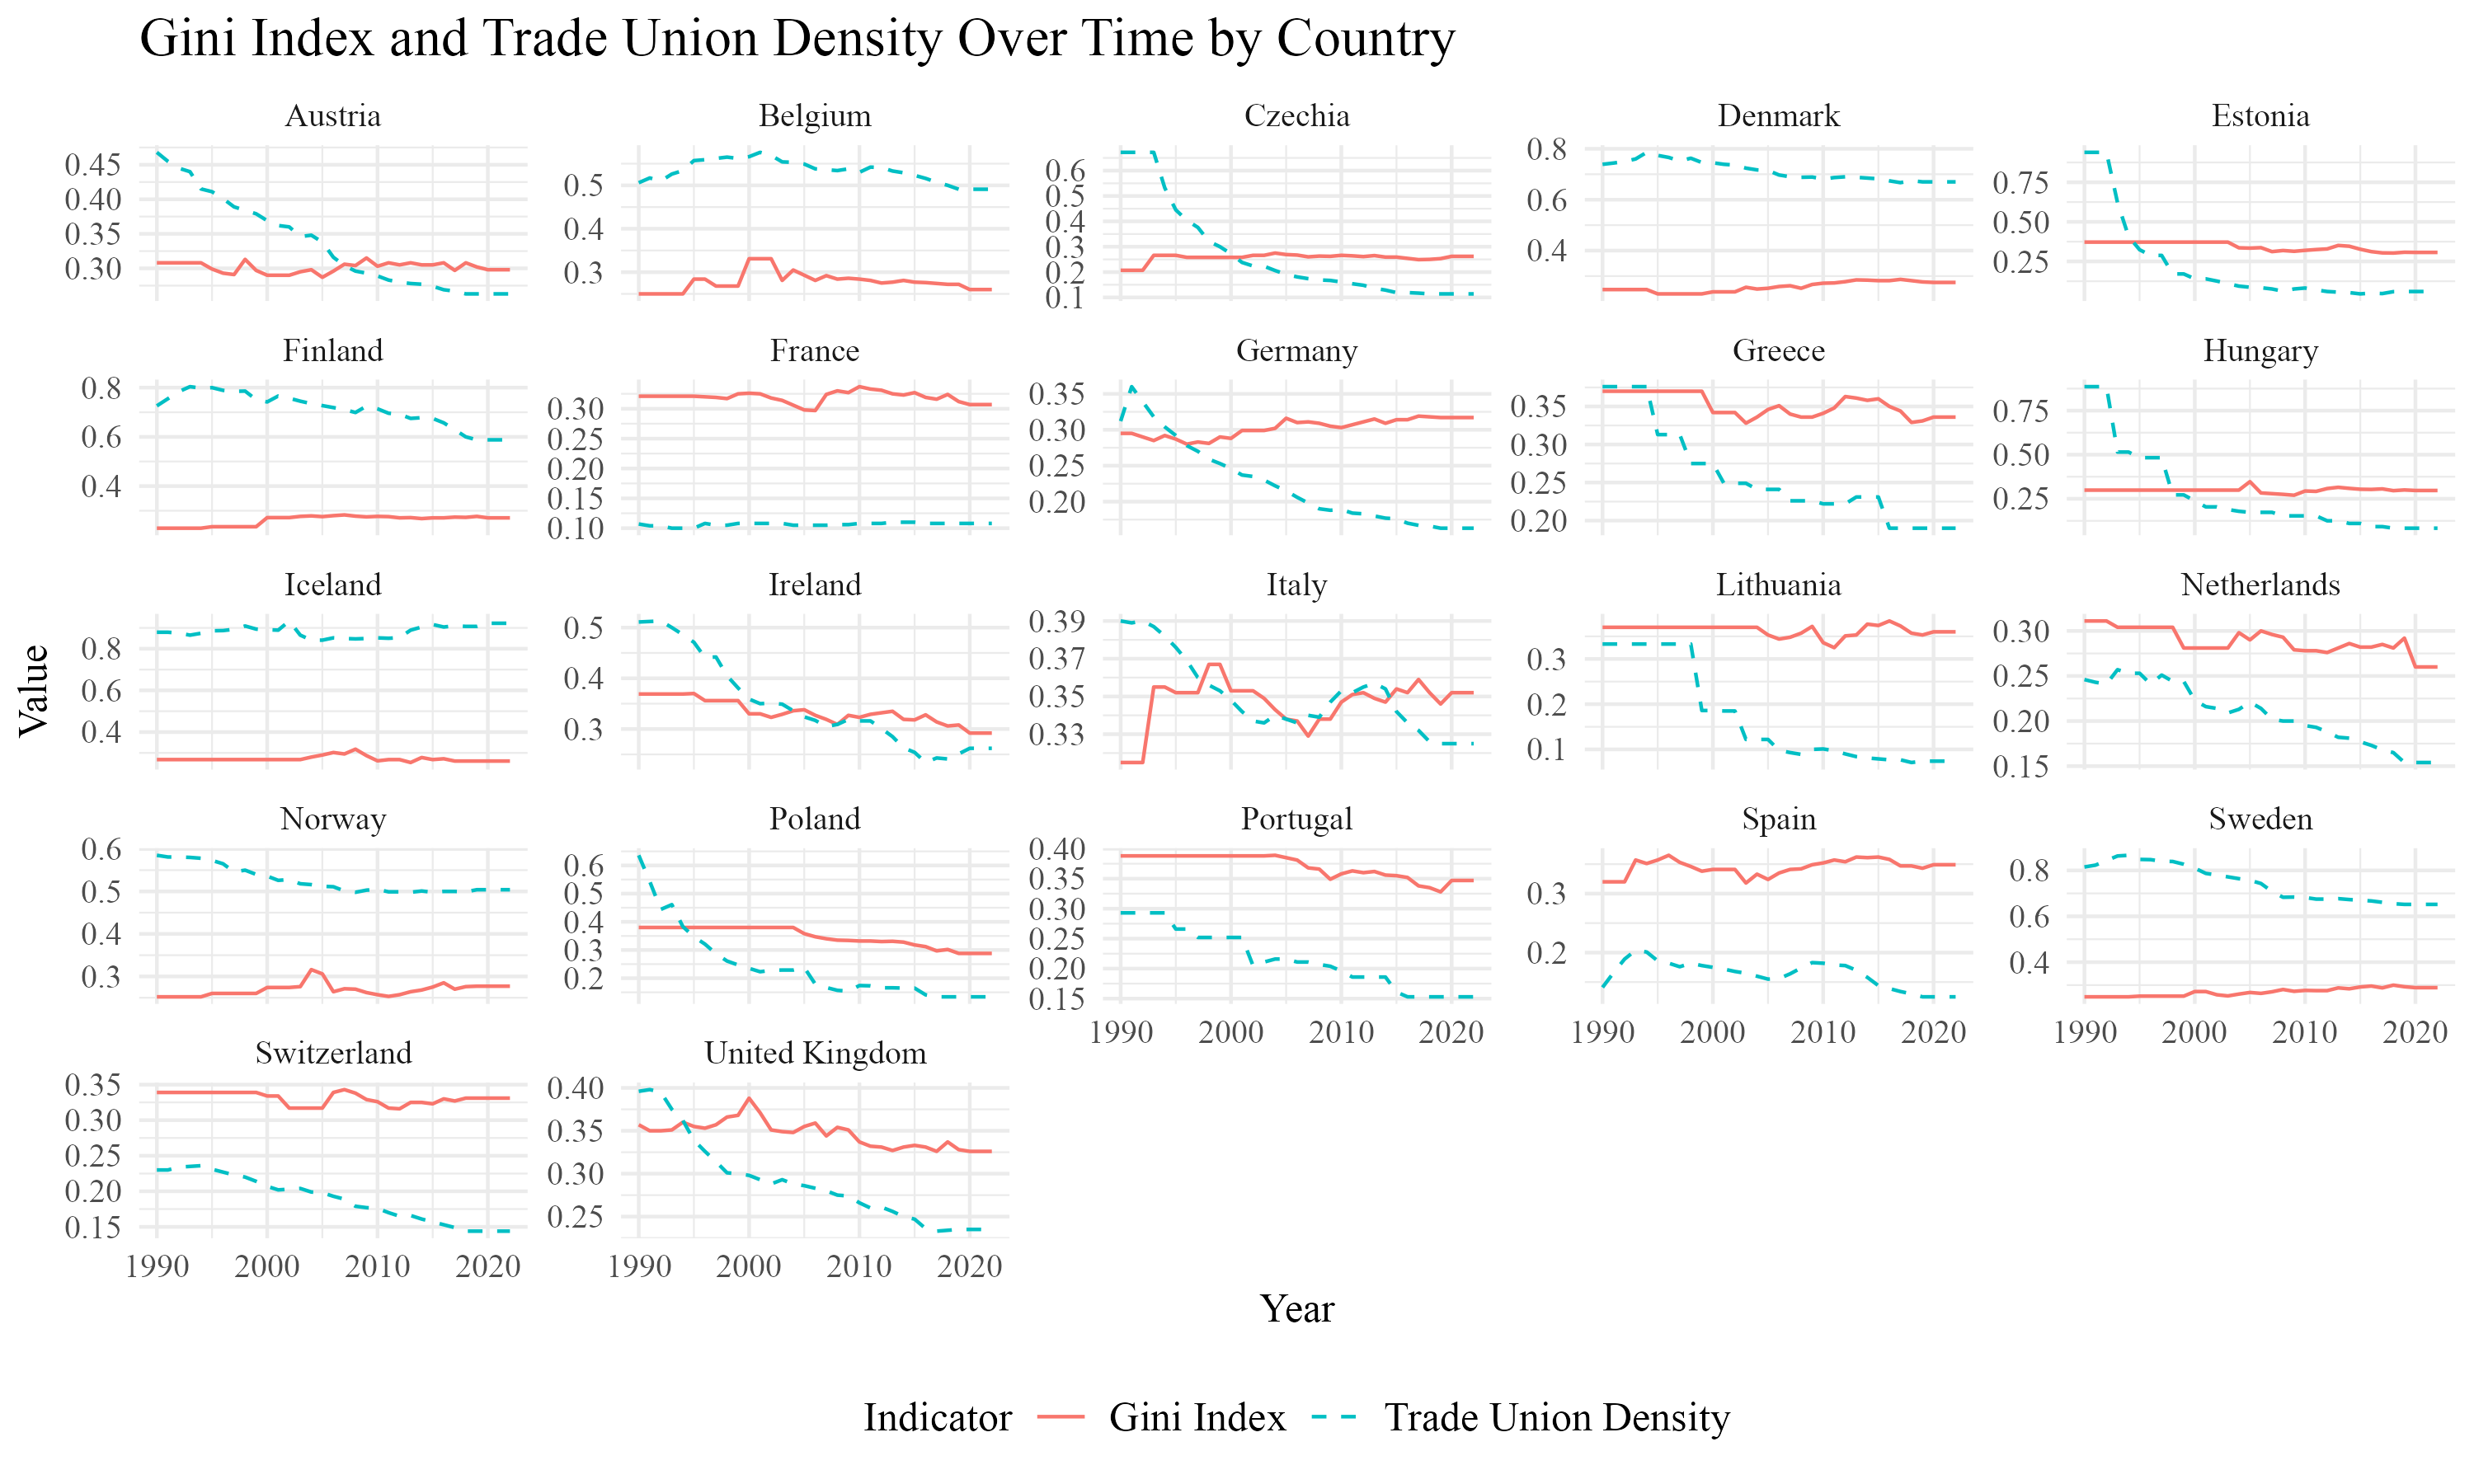 Gini Index and Trade Union Density Over Time by Country
Austria
Belgium
Czechia
Denmark
Estonia
0.45
0.40
0.35
0.30
0.5
0.4
0.3
0.6
0.5
0.4
0.3
0.2
0.1
0.8
0.6
0.4
0.75
0.50
0.25
Finland
France
Germany
Greece
Hungary
0.8
0.6
0.4
0.30
0.25
0.20
0.15
0.10
0.35
0.30
0.25
0.20
0.35
0.30
0.25
0.20
0.75
0.50
0.25
Iceland
Ireland
Italy
Lithuania
Netherlands
0.8
0.6
0.4
0.5
0.4
0.3
0.39
0.37
0.35
0.33
0.3
0.2
0.1
0.30
0.25
0.20
0.15
Value
Norway
Poland
Portugal
Spain
Sweden
0.6
0.5
0.4
0.3
0.6
0.5
0.4
0.3
0.2
0.40
0.35
0.30
0.25
0.20
0.15
0.3
0.2
0.8
0.6
0.4
1990 2000 2010 2020
1990 2000 2010 2020
1990 2000 2010 2020
Switzerland
United Kingdom
0.35
0.30
0.25
0.20
0.15
0.40
0.35
0.30
0.25
1990 2000 2010 2020
1990 2000 2010 2020
Year
Indicator Gini Index Trade Union Density